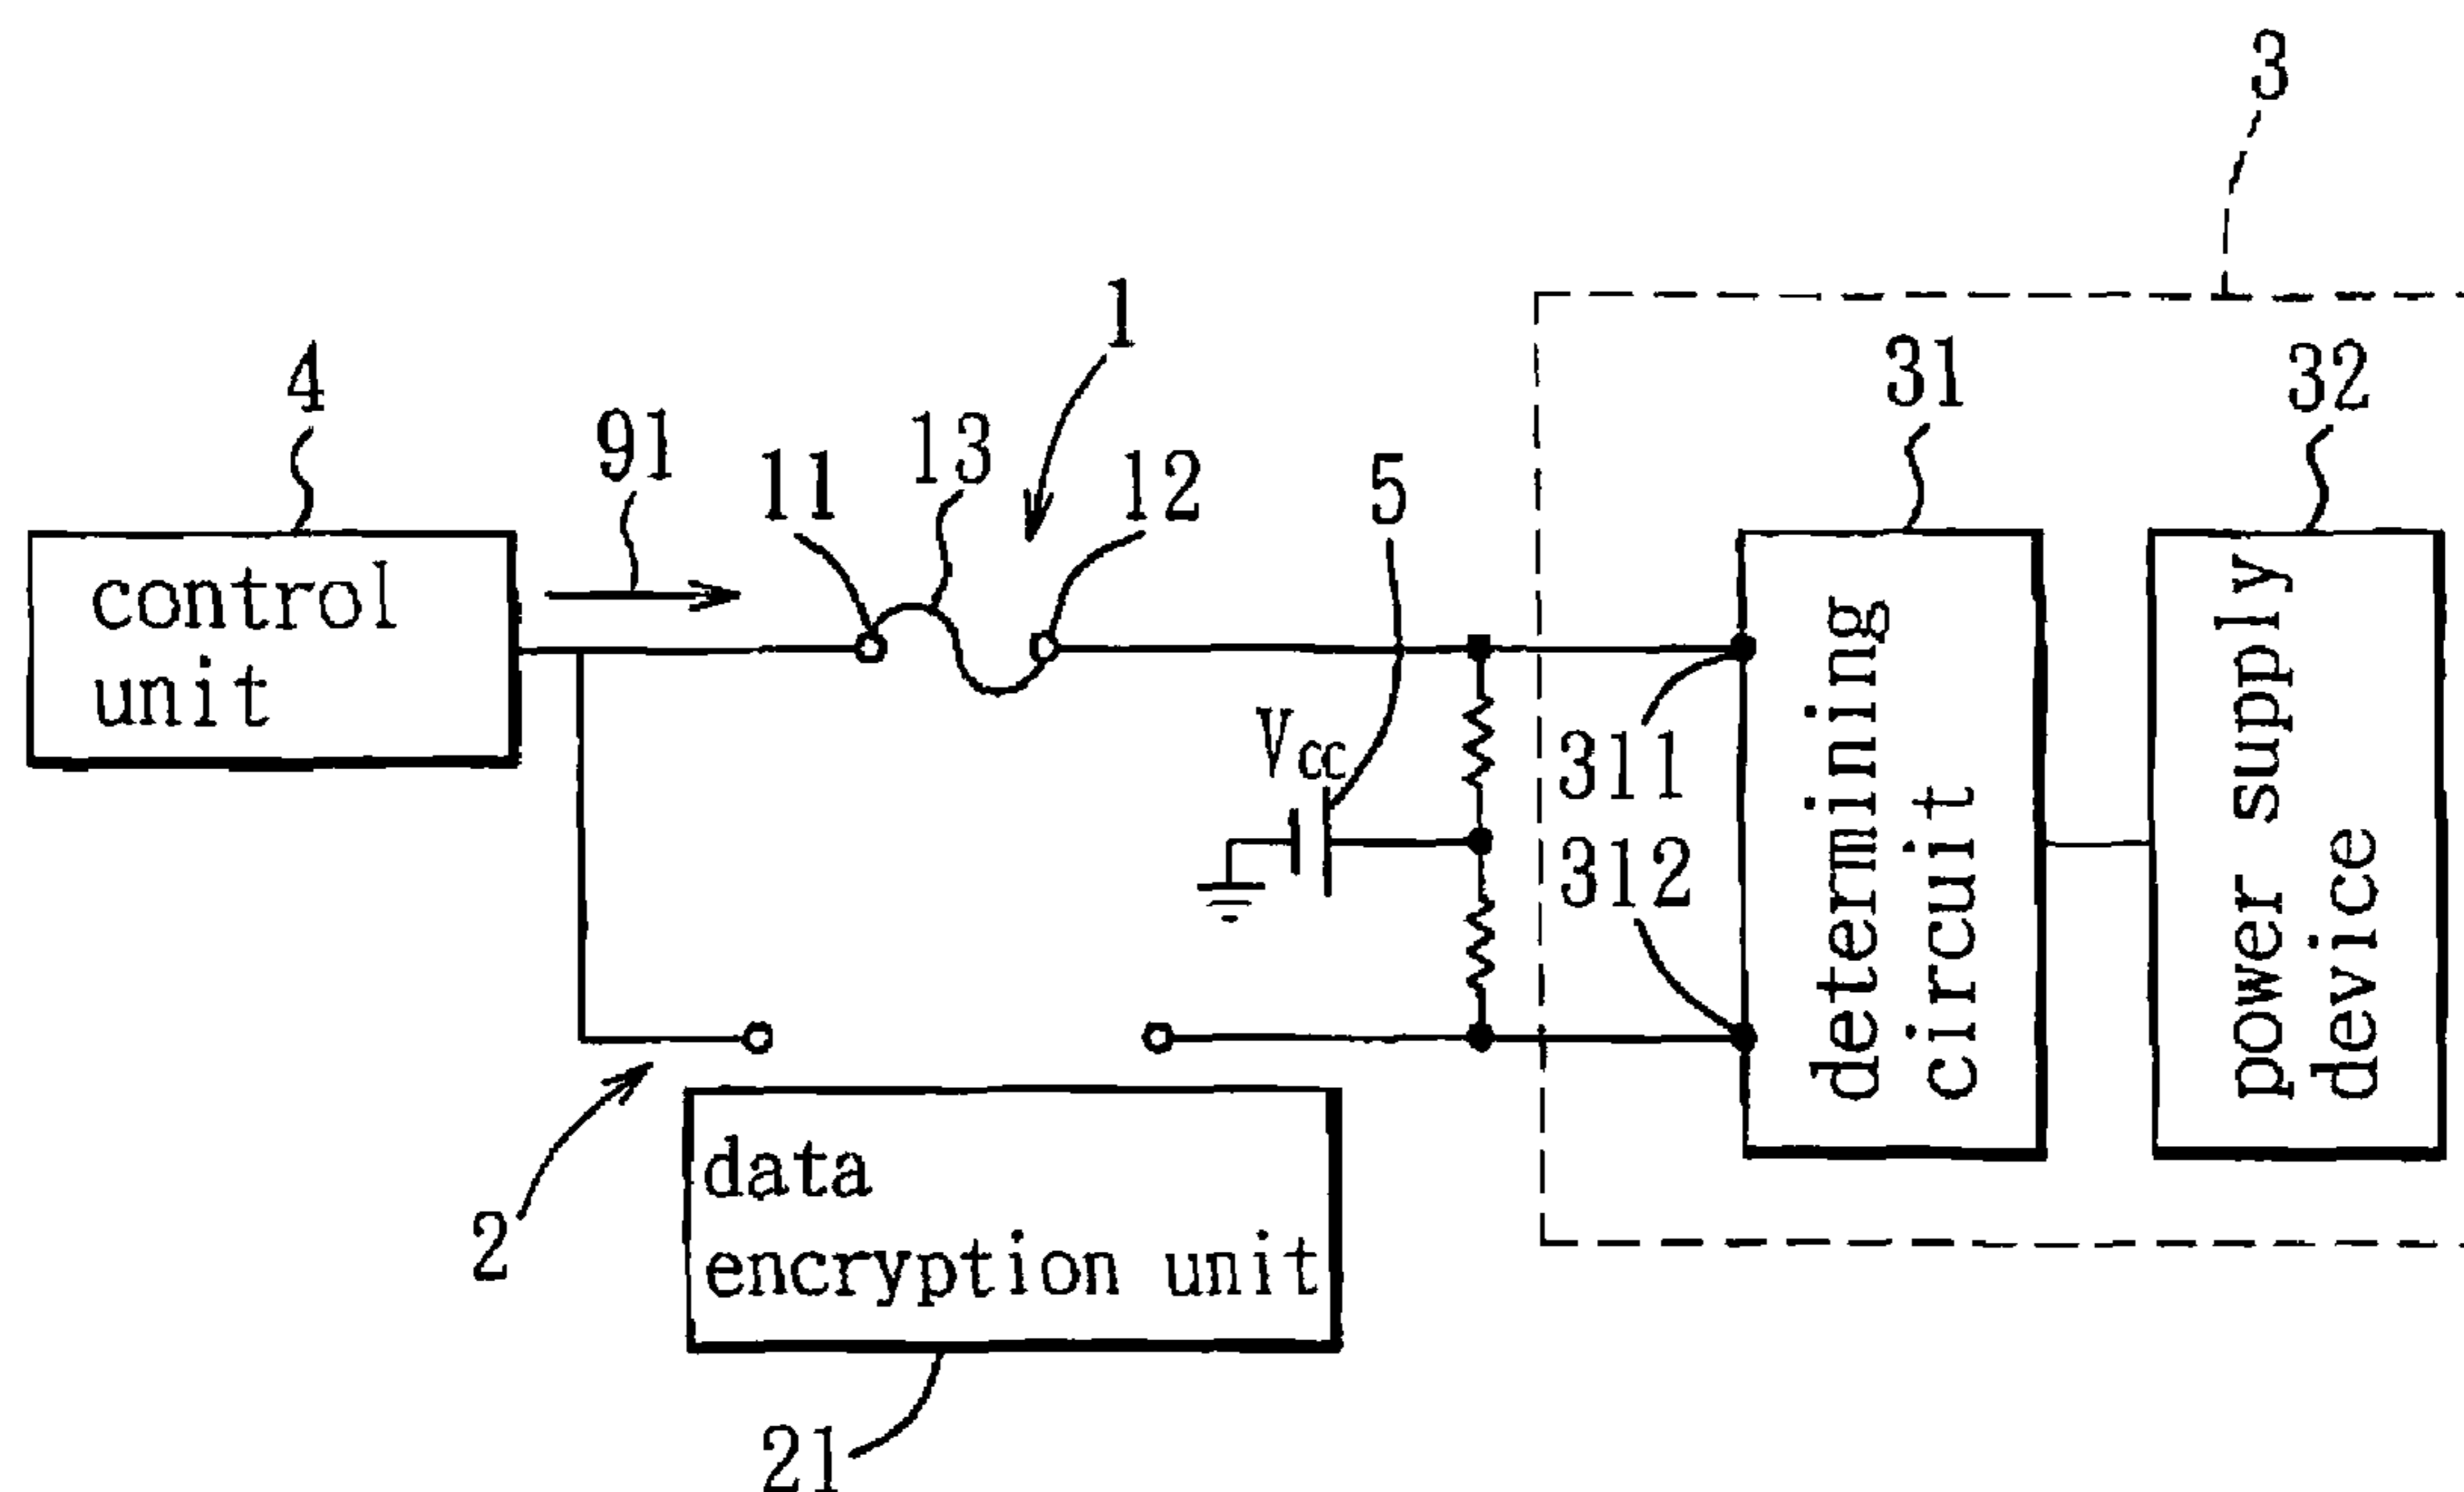 3
1
31
32
4
91
11
13
12
5
control
unit
determining
circuit
power supply
device
Vcc
311
312
data
encryption unit
2
21